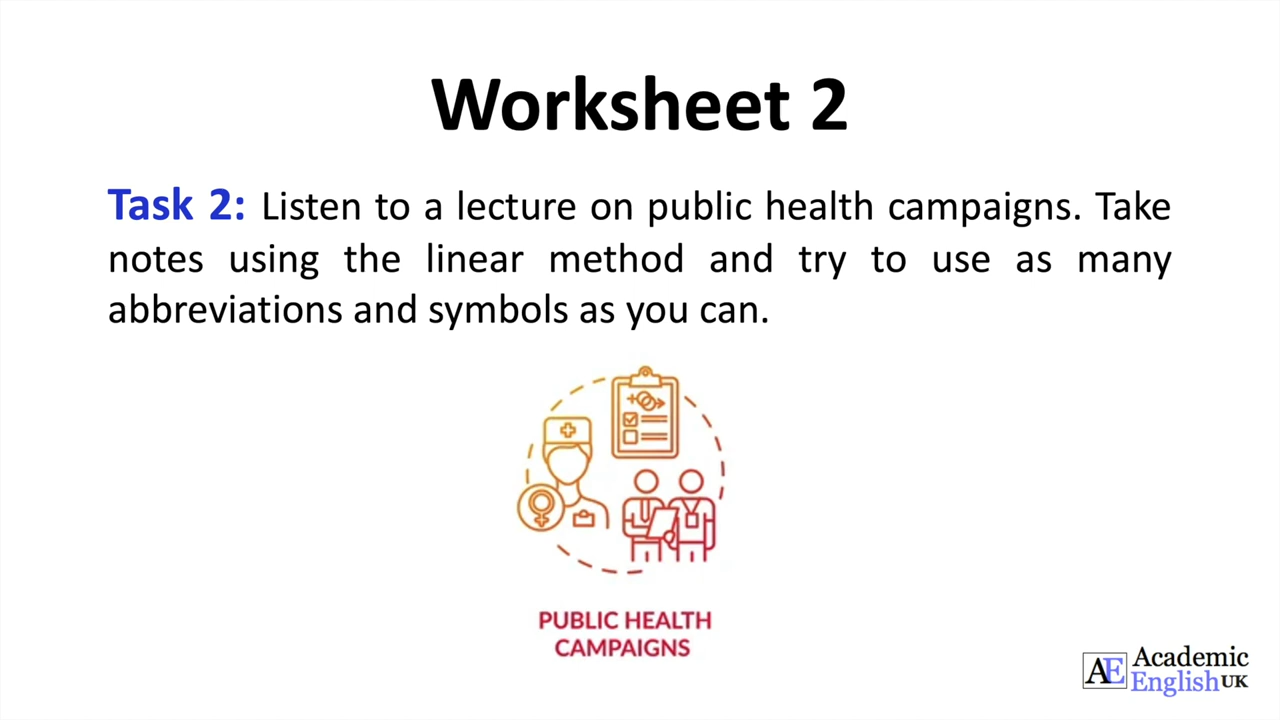 Worksheet 2
Task 2: Listen to a lecture on public health campaigns. Take
notes using the linear method and try to use as many
abbreviations and symbols as you can.
PUBLIC HEALTH
CAMPAIGNS
AE Academic
EnglishUK